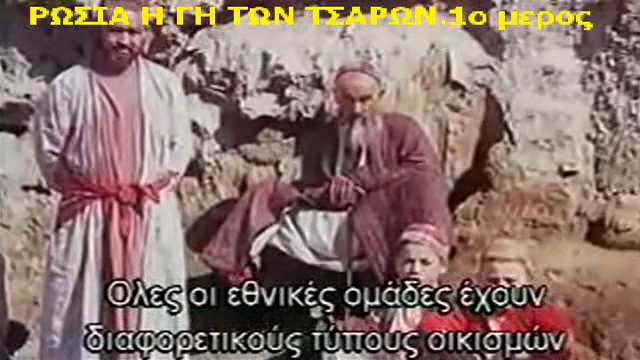 ΡΩΣΙΑ Η ΓΗ ΤΩΝ ΤΣΑΡΩΝ.1ο μερος
Ολες οι εθνικές ομάδες έχουν
διαφορετικούς τύπους οικισμών